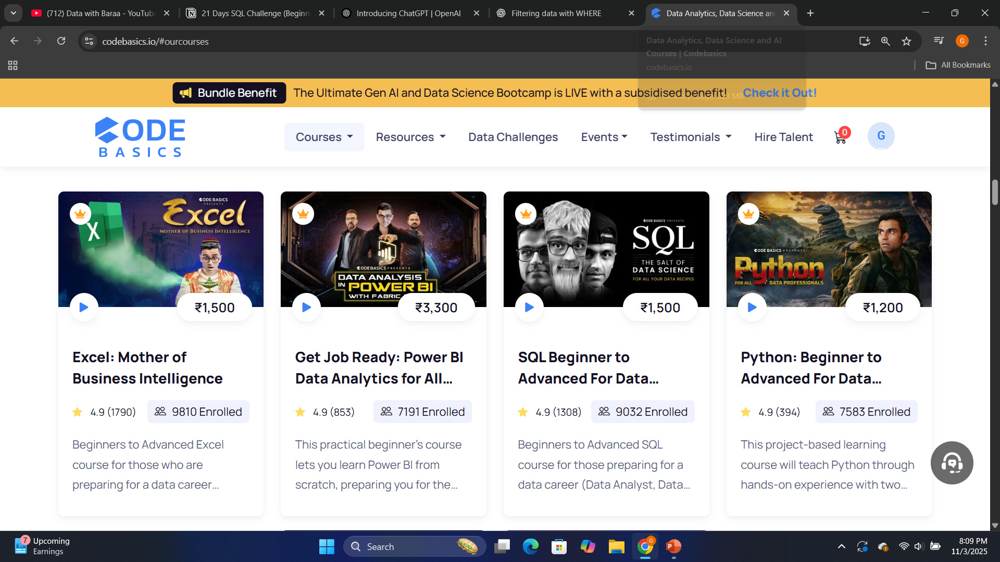 (712) Data with Baraa - YouTub
21 Days SQL Challenge (Beginn
Introducing ChatGPT | OpenAI
Filtering data with WHERE
Data Analytics, Data Science an
codebasics.io/#ourcourses
G
Data Analytics, Data Science and AI
Courses | Codebasics
codebasics.io
All Bookmarks
Bundle Benefit
The Ultimate Gen AI and Data Science Bootcamp is LIVE with a subsidised benefit!
Check it Out!
CODE
BASICS
Courses
Resources
Data Challenges
Events
Testimonials
Hire Talent
0
G
CODE BASICS
PRESENTS
Excel
MOTHER OF BUSINESS INTELLIGENCE
X
₹1,500
Excel: Mother of
Business Intelligence
4.9 (1790)
9810 Enrolled
Beginners to Advanced Excel
course for those who are
preparing for a data career...
CODEBASICS PRESENTS
DATA ANALYSIS
IN POWER BI
WITH FABRIC
₹3,300
Get Job Ready: Power BI
Data Analytics for All...
4.9 (853)
7191 Enrolled
This practical beginner's course
lets you learn Power BI from
scratch, preparing you for the...
CODE BASICS PRESENTS
SQL
THE SALT OF
DATA SCIENCE
FOR ALL YOUR DATA RECIPES
₹1,500
SQL Beginner to
Advanced For Data...
4.9 (1308)
9032 Enrolled
Beginners to Advanced SQL
course for those preparing for a
data career (Data Analyst, Data...
CODE BASICS PRESENTS
Python
FOR ALL DATA PROFESSIONALS
₹1,200
Python: Beginner to
Advanced For Data...
4.9 (394)
7583 Enrolled
This project-based learning
course will teach Python through
hands-on experience with two...
7
Upcoming
Earnings
Search
G
P
8:09 PM
11/3/2025